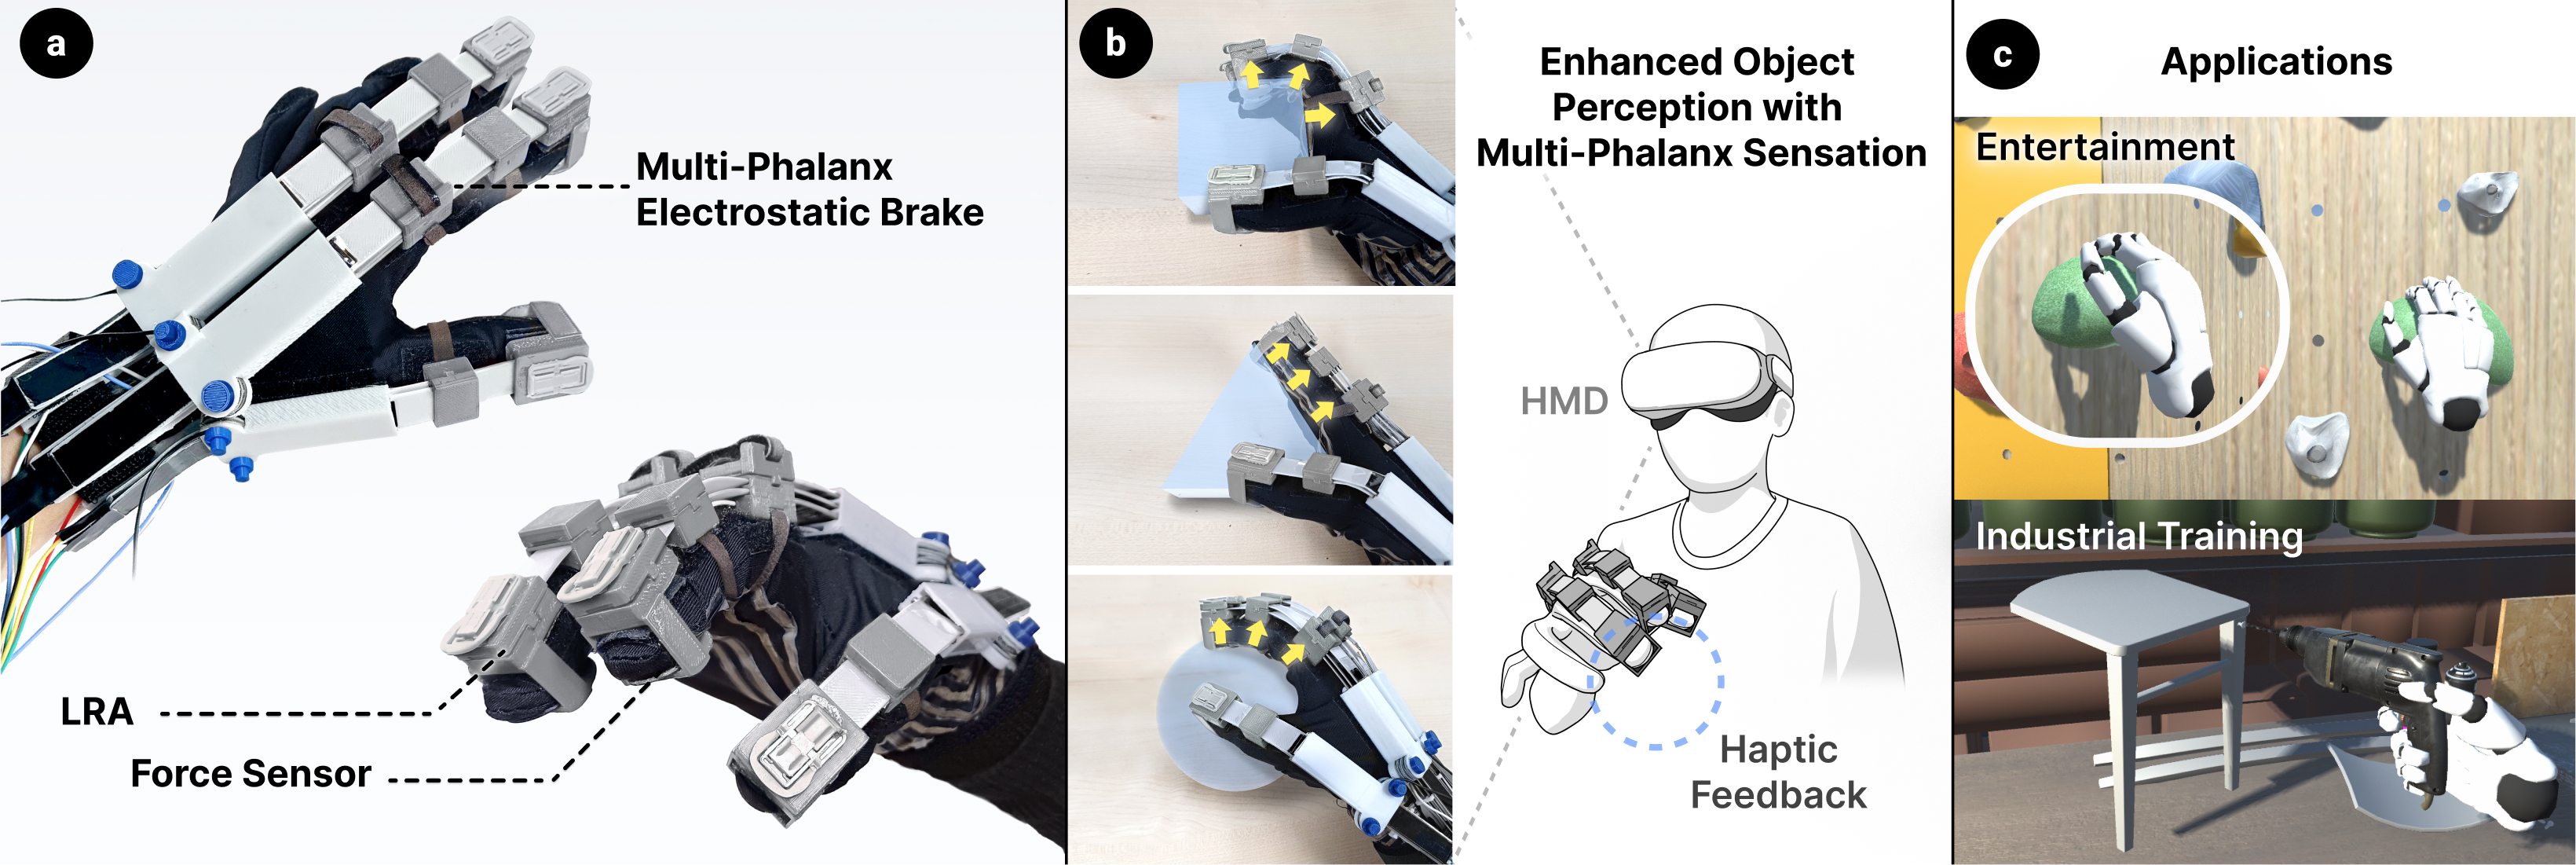 a
Multi-Phalanx
Electrostatic Brake
LRA
Force Sensor
b
Enhanced Object
Perception with
Multi-Phalanx Sensation
HMD
Haptic
Feedback
c
Applications
Entertainment
Industrial Training